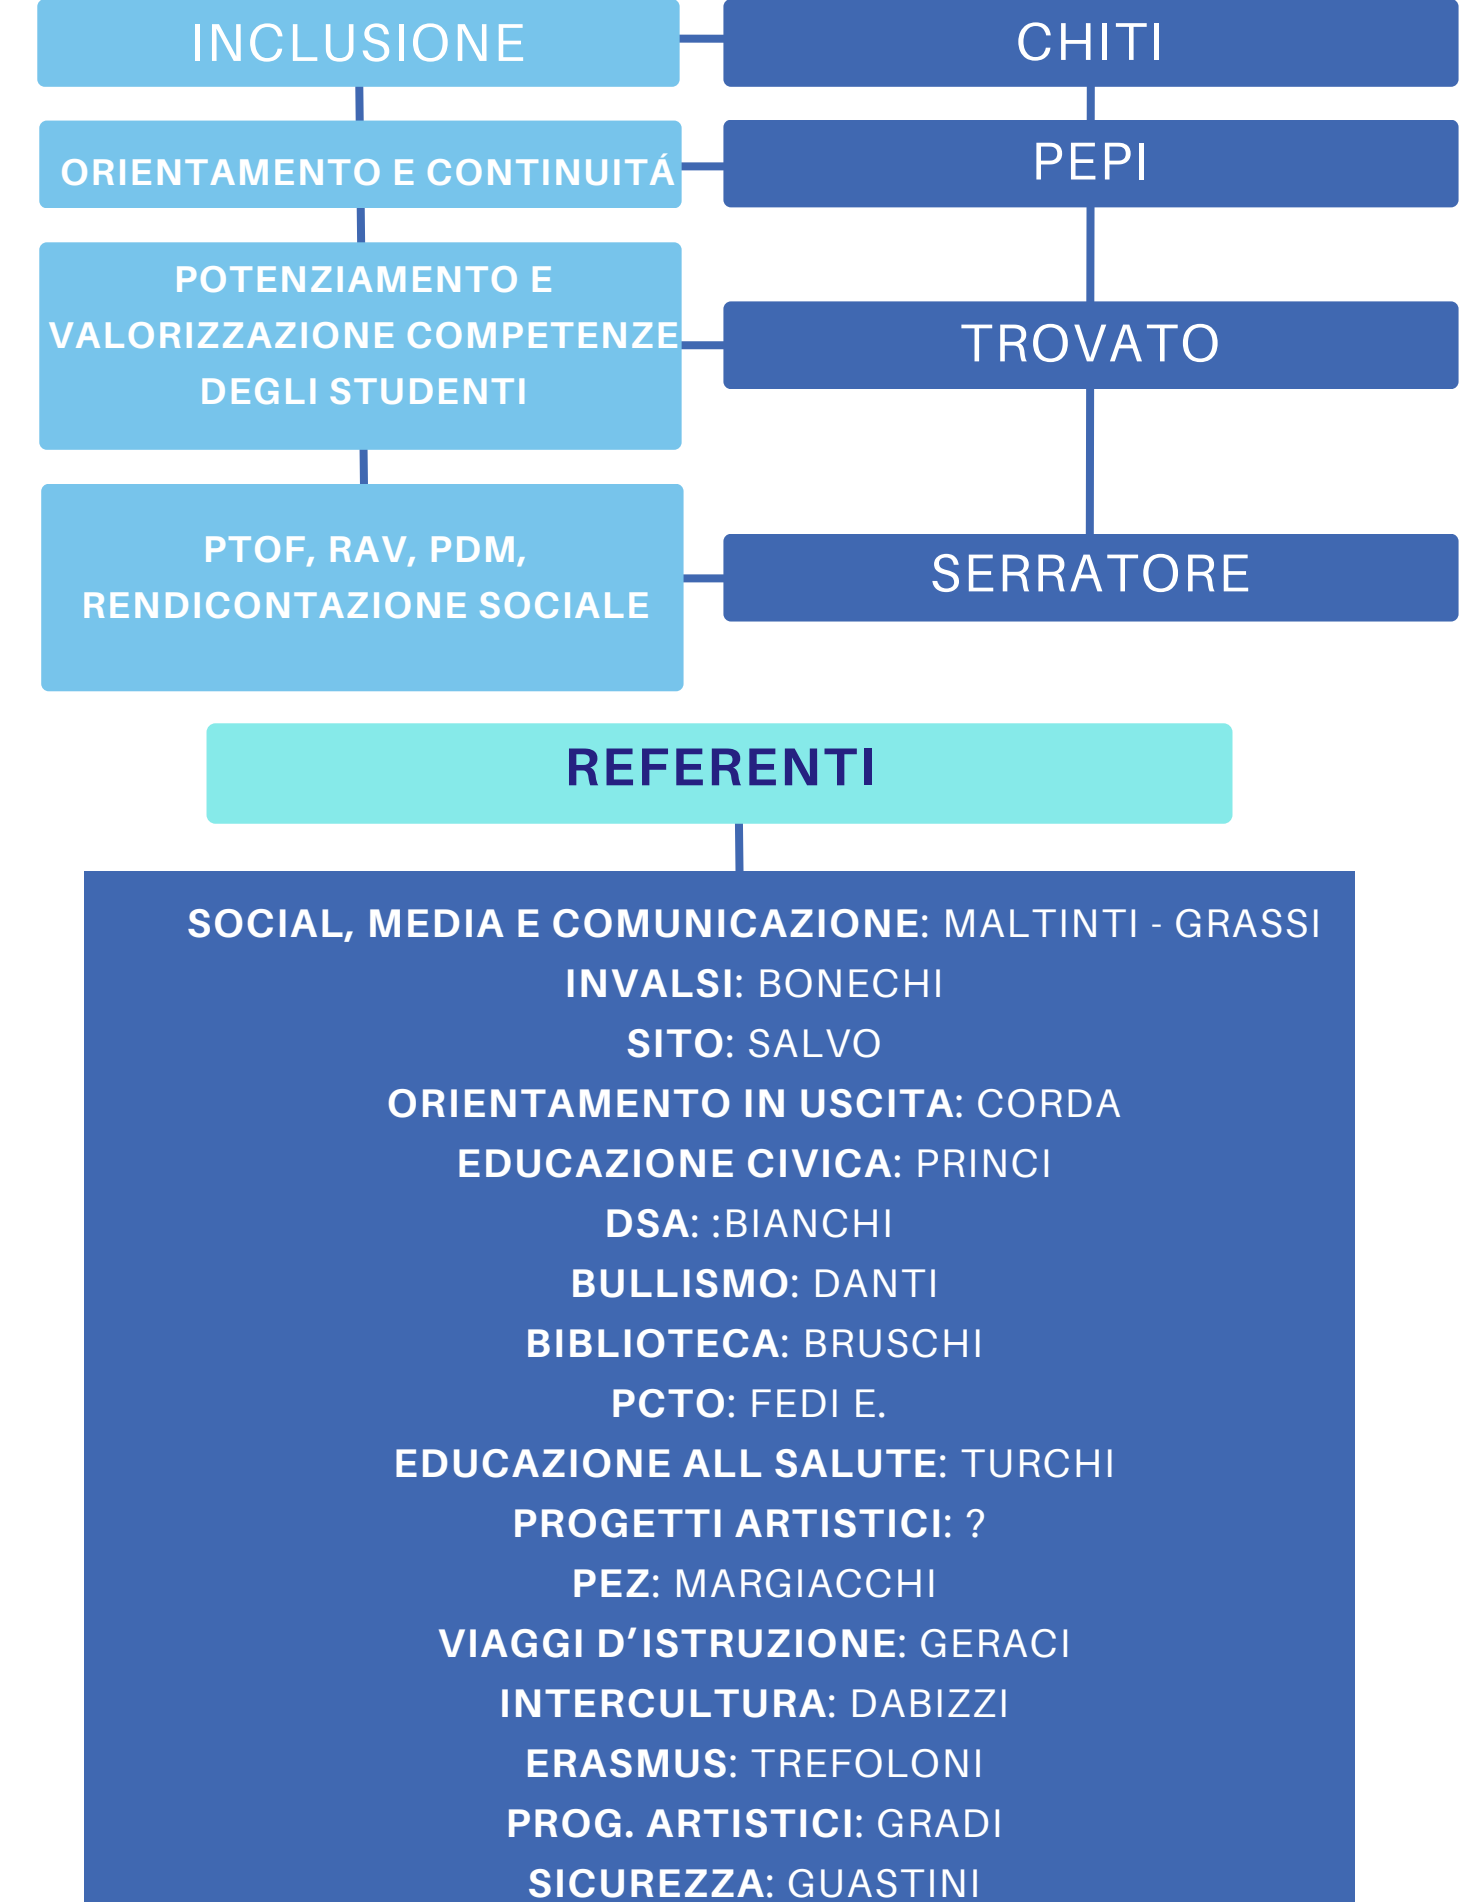 INCLUSIONE
CHITI
ORIENTAMENTO E CONTINUITÁ
PEPI
POTENZIAMENTO E
VALORIZZAZIONE COMPETENZE
DEGLI STUDENTI
TROVATO
PTOF, RAV, PDM,
RENDICONTAZIONE SOCIALE
SERRATORE
REFERENTI
SOCIAL, MEDIA E COMUNICAZIONE: MALTINTI - GRASSI
INVALSI: BONECHI
SITO: SALVO
ORIENTAMENTO IN USCITA: CORDA
EDUCAZIONE CIVICA: PRINCI
DSA: :BIANCHI
BULLISMO: DANTI
BIBLIOTECA: BRUSCHI
PCTO: FEDI E.
EDUCAZIONE ALL SALUTE: TURCHI
PROGETTI ARTISTICI: ?
PEZ: MARGIACCHI
VIAGGI D’ISTRUZIONE: GERACI
INTERCULTURA: DABIZZI
ERASMUS: TREFOLONI
PROG. ARTISTICI: GRADI
SICUREZZA: GUASTINI